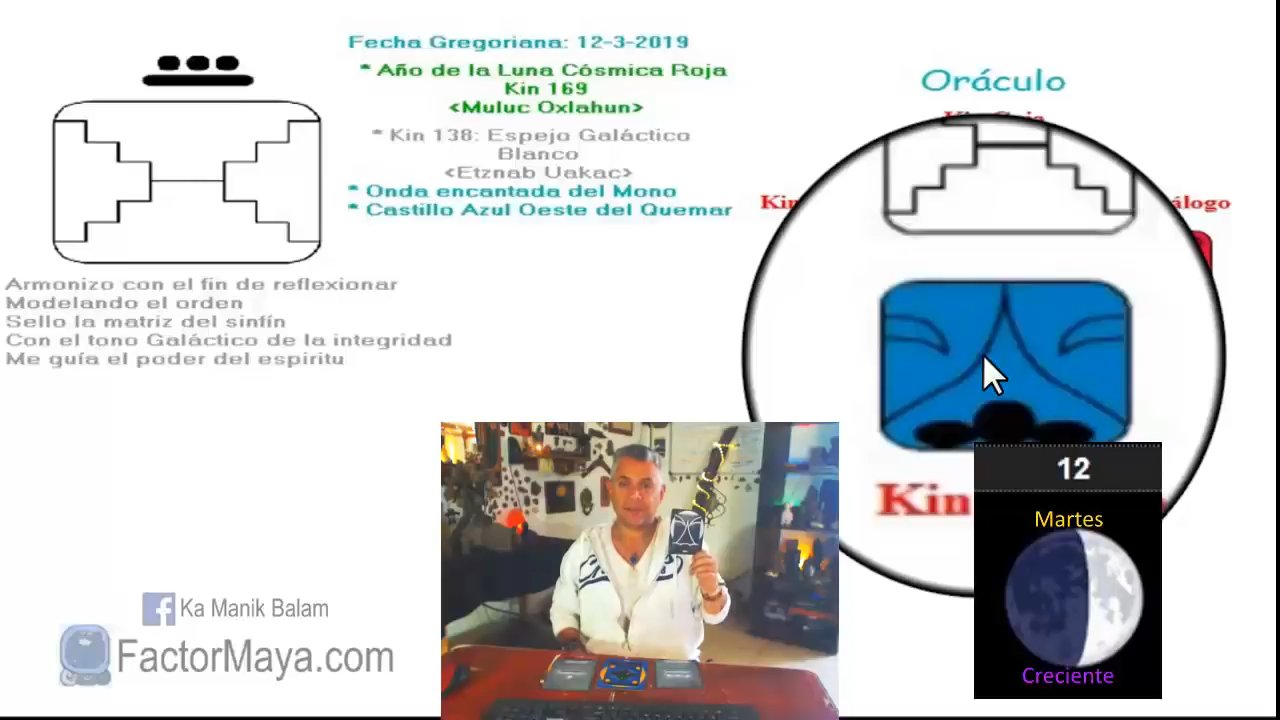 Fecha Gregoriana: 12-3-2019
* Año de la Luna Cósmica Roja
Kin 169
<Muluc Oxlahun>
* Kin 138: Espejo Galáctico
Blanco
<Etznab Uakac>
* Onda encantada del Mono
* Castillo Azul Oeste del Quemar
Armonizo con el fin de reflexionar
Modelando el orden
Sello la matriz del sinfín
Con el tono Galáctico de la integridad
Me guía el poder del espiritu
Oráculo
Kin
álogo
Kin
12
Martes
Creciente
Ka Manik Balam
FactorMaya.com